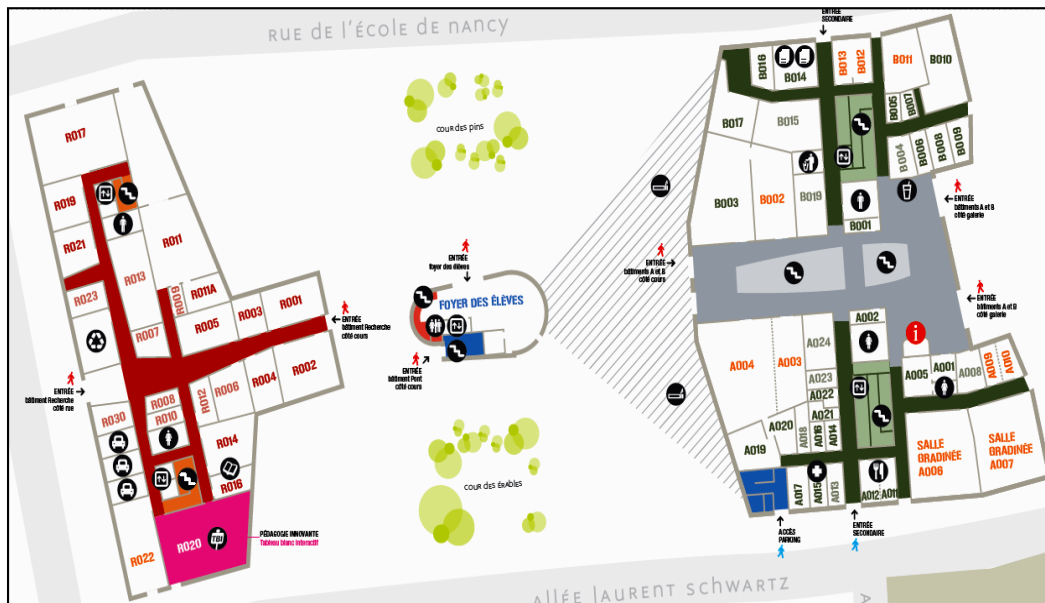 RUE DE L'ÉCOLE DE NANCY
ENTRÉE
SECONDAIRE
R017
R019
R021
R023
R011
R013
R009
R011A
R007
R005
R003
R001
ENTRÉE
bâtiment Recherche
côté cours
ENTRÉE
bâtiment Recherche
côté rue
R002
R004
R006
R012
R008
R010
R030
R014
R016
R022
R020
TBI
PÉDAGOGIE INNOVANTE
Tableau blanc interactif
COUR DES PINS
ENTRÉE
foyer des élèves
FOYER DES ÉLÈVES
ENTRÉE
bâtiment Pont
côté cours
COUR DES ÉRABLES
B016
B014
B013
B012
B011
B010
B005
B007
B017
B015
B004
B006
B008
B009
B003
B002
B019
B001
ENTRÉE
bâtiments A et B
côté galerie
ENTRÉE
bâtiments A et B
côté cours
ENTRÉE
bâtiments A et B
côté galerie
A002
i
A004
A003
A024
A023
A022
A021
A020
A019
A018
A016
A014
A005
A001
A008
A009
A010
SALLE
GRADINÉE
A006
SALLE
GRADINÉE
A007
A017
A015
A013
A012
A011
ACCÈS
PARKING
ENTRÉE
SECONDAIRE
ALLÉE LAURENT SCHWARTZ
A